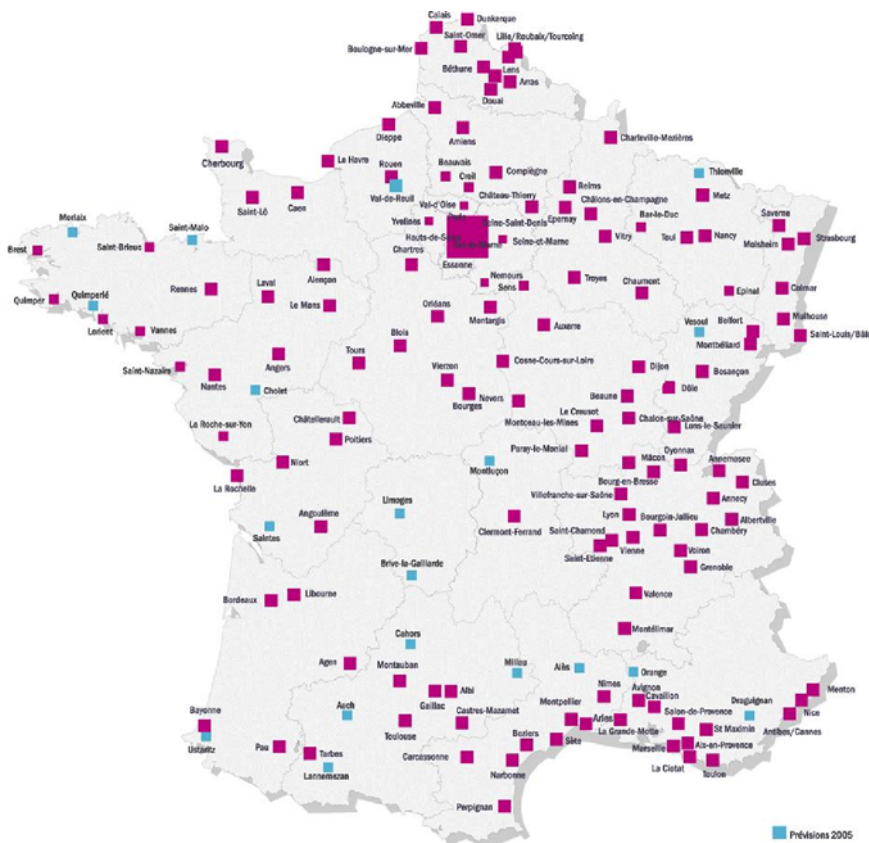 Calais
Dunkerque
Saint-Omer
Lille/Roubaix/Tourcoing
Boulogne-sur-Mer
Béthune
Lens
Arras
Douai
Abbeville
Dieppe
Amiens
Charleville-Mezières
Cherbourg
Le Havre
Rouen
Beauvais
Creil
Compiègne
Thionville
Val-de-Reuil
Château-Thierry
Reims
Metz
Saint-Lô
Caen
Val-d'Oise
Châlons-en-Champagne
Morlaix
Saint-Malo
Yvelines
Seine-Saint-Denis
Epernay
Bar-le-Duc
Saverne
Brest
Saint-Brieuc
Seine-et-Marne
Vitry
Toul
Nancy
Molsheim
Strasbourg
Chartres
Essonne
Quimper
Quimperlé
Rennes
Laval
Alençon
Nemours
Sens
Troyes
Chaumont
Epinal
Colmar
Lorient
Vannes
Le Mans
Orléans
Montargis
Auxerre
Vesoul
Belfort
Mulhouse
Saint-Louis/Bâle
Montbéliard
Saint-Nazaire
Nantes
Angers
Tours
Blois
Vierzon
Cosne-Cours-sur-Loire
Dijon
Besançon
Cholet
Bourges
Nevers
Beaune
Dôle
La Roche-sur-Yon
Châtellerault
Poitiers
Le Creusot
Montceau-les-Mines
Chalon-sur-Saône
Lons-le-Saunier
Niort
La Rochelle
Montluçon
Paray-le-Monial
Mâcon
Oyonnax
Annemasse
Bourg-en-Bresse
Cluses
Villefranche-sur-Saône
Annecy
Saintes
Angoulême
Limoges
Clermont-Ferrand
Lyon
Bourgoin-Jallieu
Albertville
Saint-Chamond
Chambéry
Saint-Etienne
Vienne
Voiron
Grenoble
Brive-la-Gaillarde
Bordeaux
Libourne
Valence
Montélimar
Cahors
Agen
Montauban
Millau
Alès
Orange
Albi
Gaillac
Nîmes
Avignon
Cavaillon
Menton
Draguignan
Auch
Castres-Mazamet
Montpellier
Arles
Salon-de-Provence
Nice
Bayonne
Ustaritz
Toulouse
La Grande-Motte
St Maximin
Antibes/Cannes
Pau
Tarbes
Lannemezan
Carcassonne
Beziers
Sète
Marseille
Aix-en-Provence
Narbonne
La Ciotat
Toulon
Perpignan
Prévisions 2005